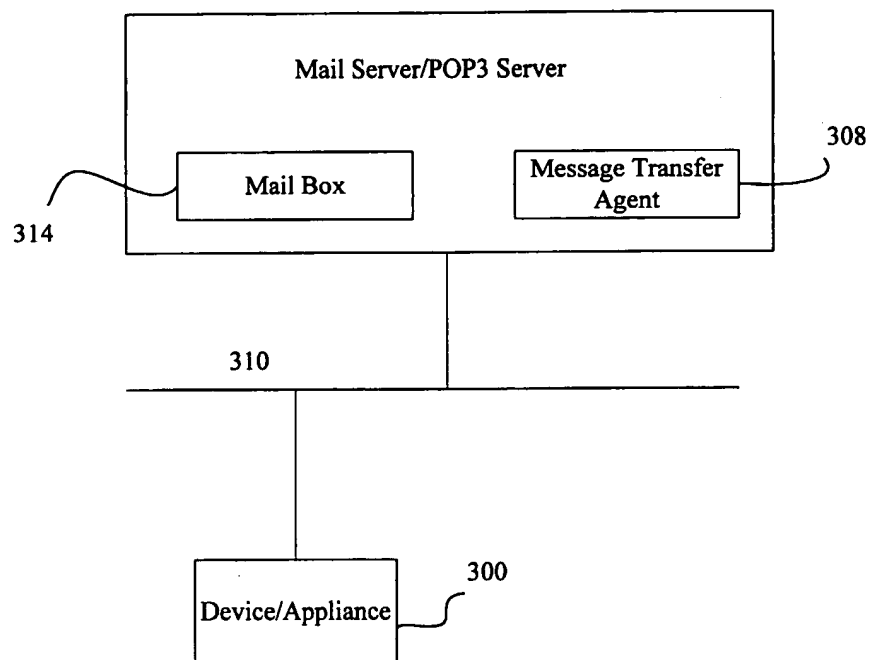 Mail Server/POP3 Server
308
Mail Box
Message Transfer
Agent
314
310
300
Device/Appliance